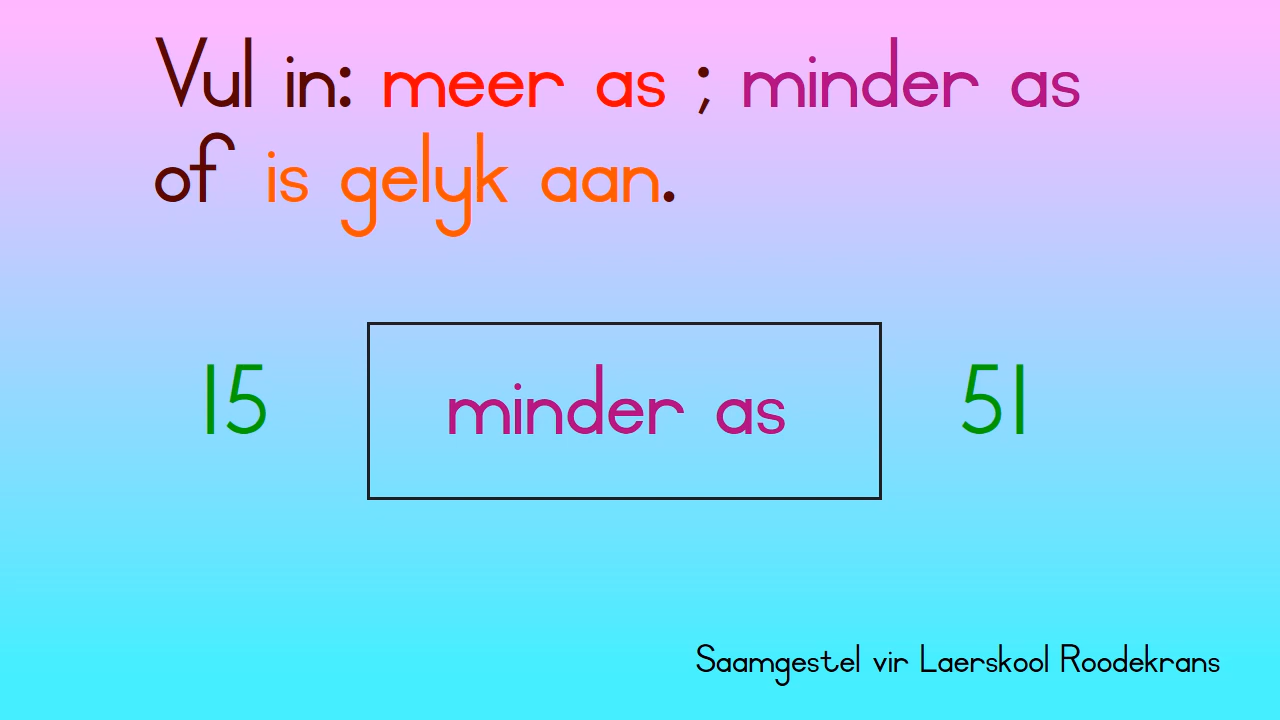 Vul in: meer as ; minder as
of is gelyk aan.
15 minder as 51
Saamgestel vir Laerskool Roodekrans